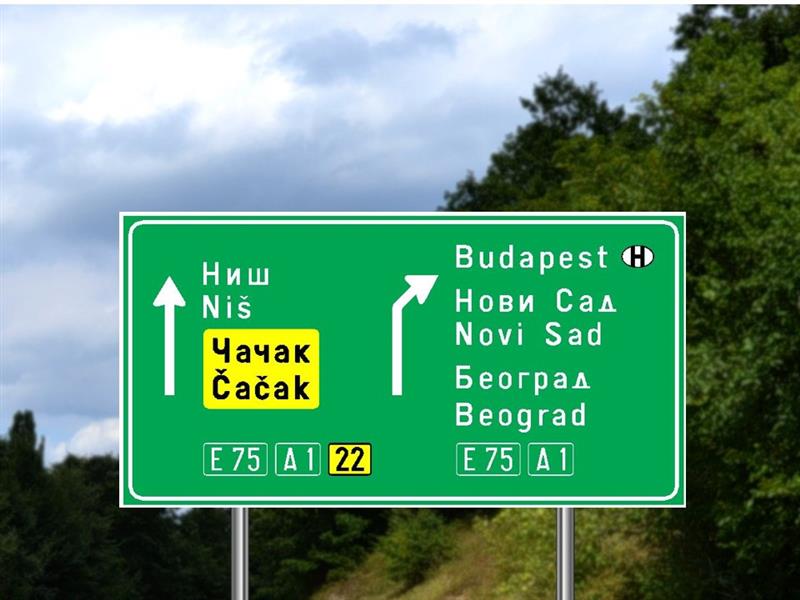 Ниш
Niš
Чачак
Čačak
E 75 A 1 22
Budapest H
Нови Сад
Novi Sad
Београд
Beograd
E 75 A 1